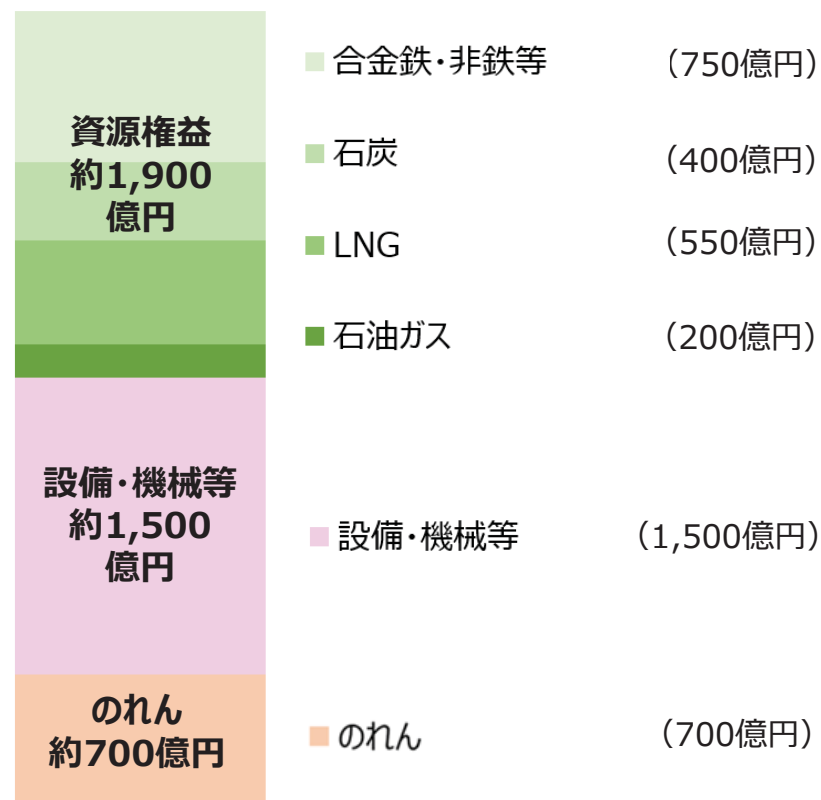 資源権益
約1,900
億円
合金鉄・非鉄等 （750億円）
石炭 （400億円）
LNG （550億円）
石油ガス （200億円）
設備・機械等
約1,500
億円
設備・機械等 （1,500億円）
のれん
約700億円
のれん （700億円）